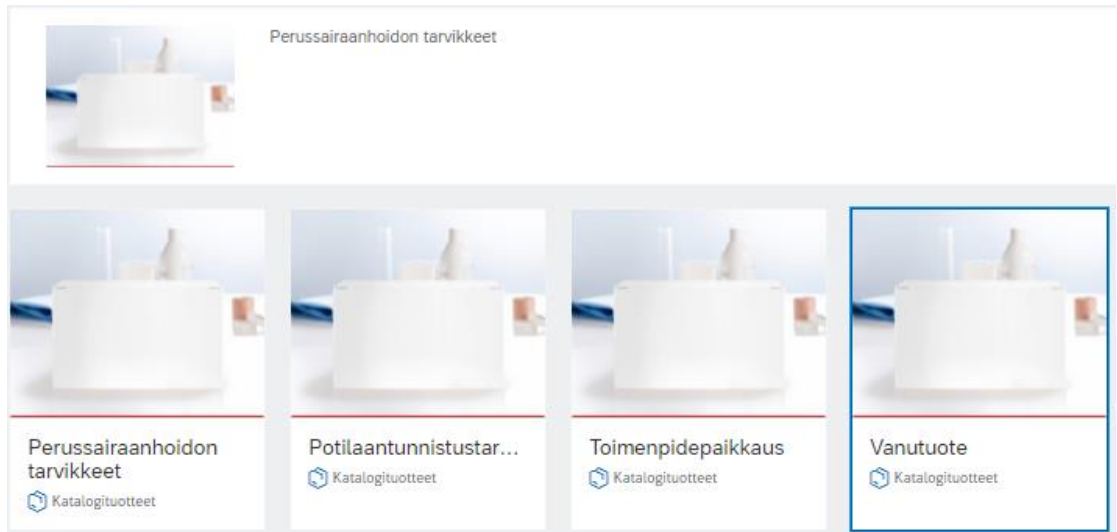 Perussairaanhoidon tarvikkeet
Perussairaanhoidon
tarvikkeet
Katalogituotteet
Potilaantunnistustar...
Katalogituotteet
Toimenpidepaikkaus
Katalogituotteet
Vanutuote
Katalogituotteet